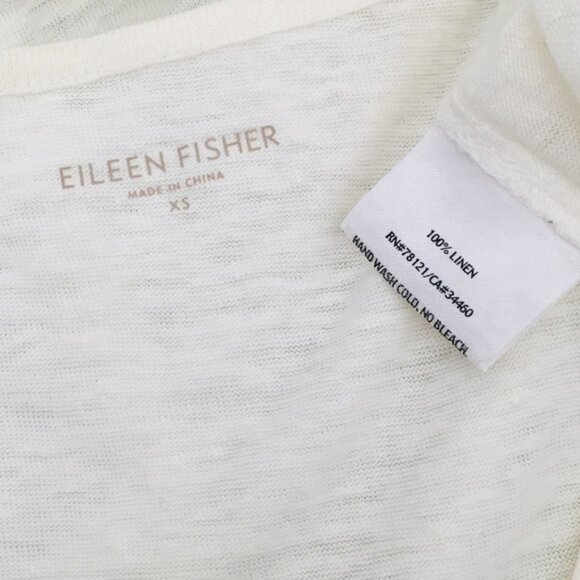 EILEEN FISHER
MADE IN CHINA
XS
100% LINEN
RN#78121/CA#34460
HAND WASH COLD, NO BLEACH.